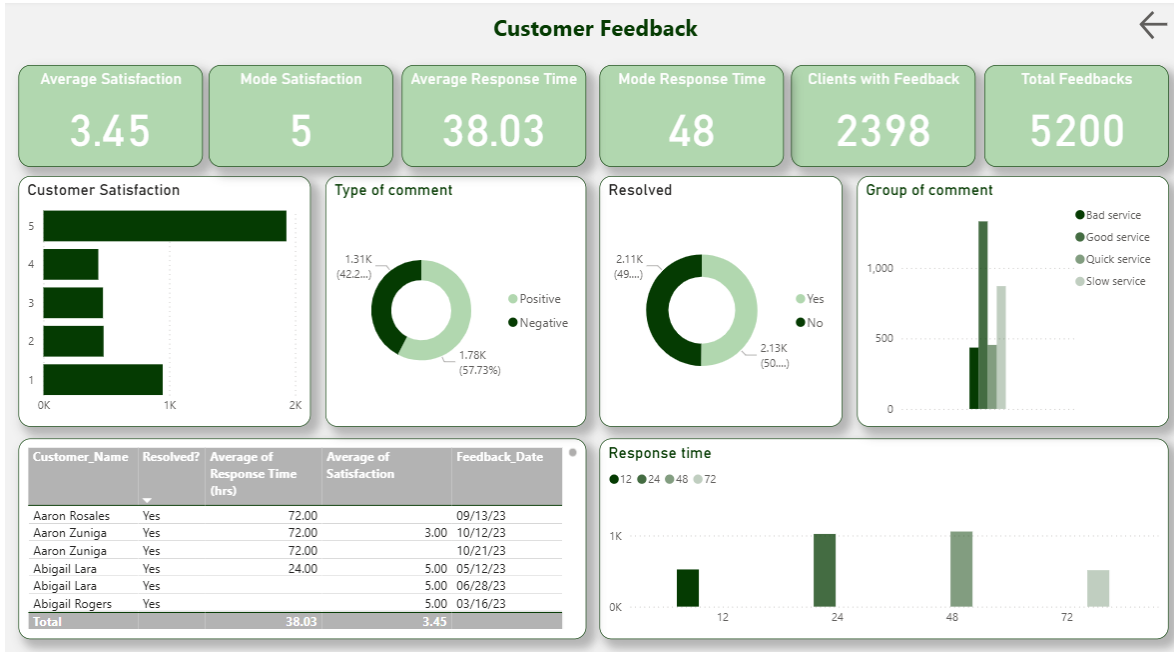 Customer Feedback
Average Satisfaction
3.45
Mode Satisfaction
5
Average Response Time
38.03
Mode Response Time
48
Clients with Feedback
2398
Total Feedbacks
5200
Customer Satisfaction
5
4
3
2
1
0K 1K 2K
Type of comment
1.31K
(42.2...)
1.78K
(57.73%)
Positive
Negative
Resolved
2.11K
(49....)
2.13K
(50....)
Yes
No
Group of comment
1,000
500
0
Bad service
Good service
Quick service
Slow service
Customer_Name Resolved? Average of Average of Feedback_Date
Response Time Satisfaction
(hrs)
Aaron Rosales Yes 72.00 09/13/23
Aaron Zuniga Yes 72.00 3.00 10/12/23
Aaron Zuniga Yes 72.00 10/21/23
Abigail Lara Yes 24.00 5.00 05/12/23
Abigail Lara Yes 5.00 06/28/23
Abigail Rogers Yes 5.00 03/16/23
Total 38.03 3.45
Response time
12 24 48 72
1K
0K
12 24 48 72